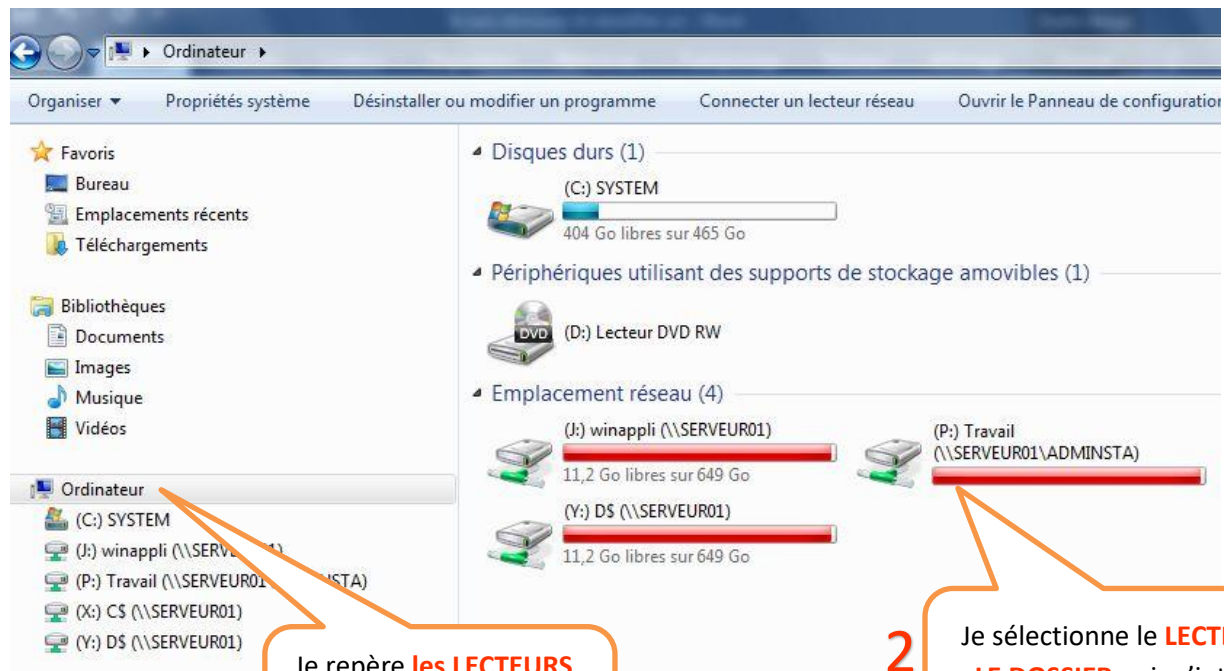 Ordinateur
Organiser Propriétés système Désinstaller ou modifier un programme Connecter un lecteur réseau Ouvrir le Panneau de configuration
Favoris
Bureau
Emplacements récents
Téléchargements
Bibliothèques
Documents
Images
Musique
Vidéos
Ordinateur
(C:) SYSTEM
(J:) winappli (\\SERVEUR01)
(P:) Travail (\\SERVEUR01\ADMINSTA)
(X:) C$ (\\SERVEUR01)
(Y:) D$ (\\SERVEUR01)
Disques durs (1)
(C:) SYSTEM
404 Go libres sur 465 Go
Périphériques utilisant des supports de stockage amovibles (1)
DVD
(D:) Lecteur DVD RW
Emplacement réseau (4)
(J:) winappli (\\SERVEUR01)
11,2 Go libres sur 649 Go
(P:) Travail
(\\SERVEUR01\ADMINSTA)
(Y:) D$ (\\SERVEUR01)
11,2 Go libres sur 649 Go
Je repère les LECTEURS
2
Je sélectionne le